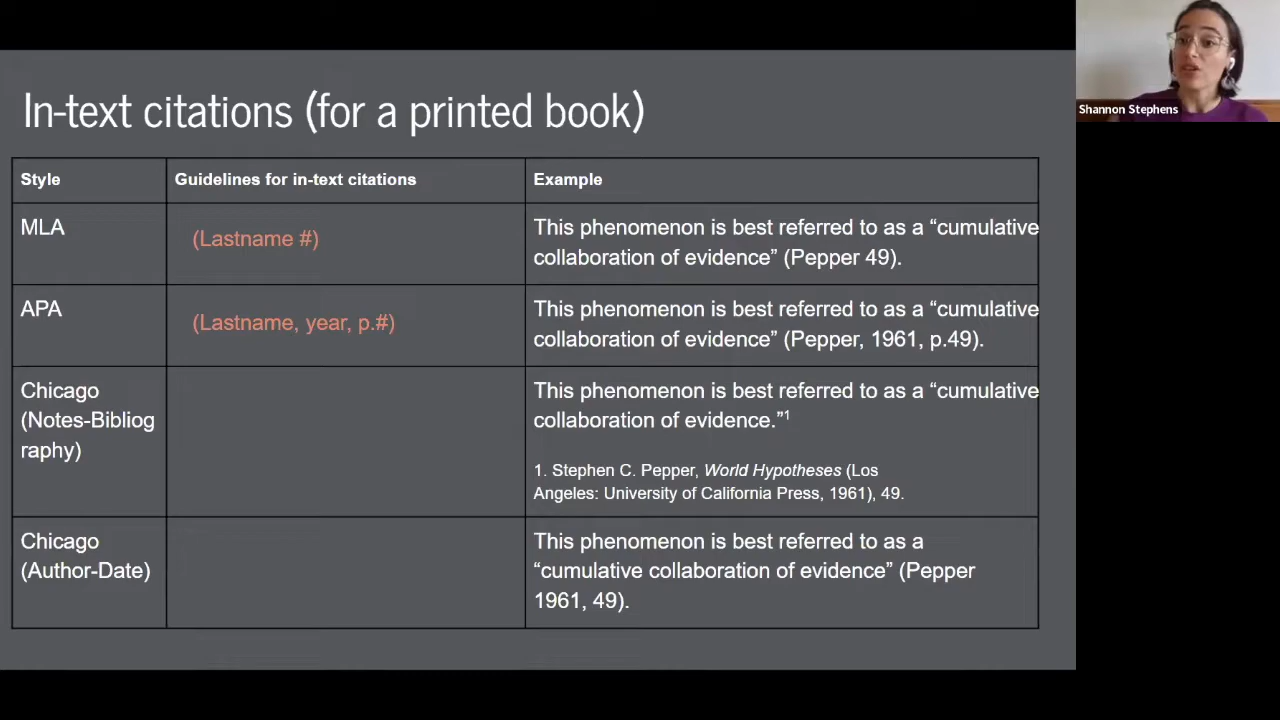 In-text citations (for a printed book)
Shannon Stephens
Style
Guidelines for in-text citations
Example
MLA
(Lastname #)
This phenomenon is best referred to as a “cumulative
collaboration of evidence” (Pepper 49).
APA
(Lastname, year, p.#)
This phenomenon is best referred to as a “cumulative
collaboration of evidence” (Pepper, 1961, p.49).
Chicago
(Notes-Bibliog
raphy)
This phenomenon is best referred to as a “cumulative
collaboration of evidence.”¹
1. Stephen C. Pepper, World Hypotheses (Los
Angeles: University of California Press, 1961), 49.
Chicago
(Author-Date)
This phenomenon is best referred to as a
“cumulative collaboration of evidence” (Pepper
1961, 49).